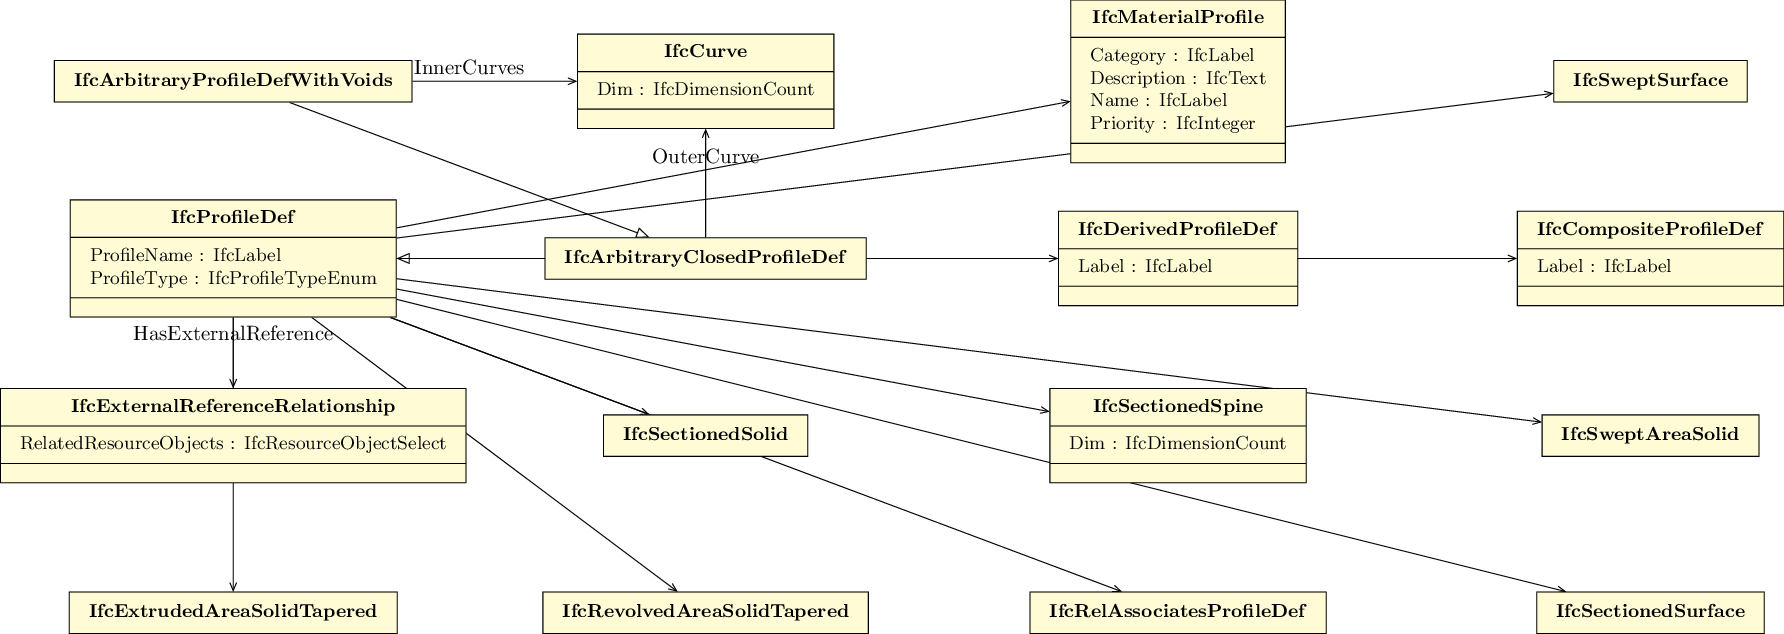 IfcMaterialProfile
Category : IfcLabel
Description : IfcText
Name : IfcLabel
Priority : IfcInteger
IfcCurve
Dim : IfcDimensionCount
IfcArbitraryProfileDefWithVoids
InnerCurves
IfcSweptSurface
OuterCurve
IfcProfileDef
ProfileName : IfcLabel
ProfileType : IfcProfileTypeEnum
IfcArbitraryClosedProfileDef
IfcDerivedProfileDef
Label : IfcLabel
IfcCompositeProfileDef
Label : IfcLabel
HasExternalReference
IfcExternalReferenceRelationship
RelatedResourceObjects : IfcResourceObjectSelect
IfcSectionedSolid
IfcSectionedSpine
Dim : IfcDimensionCount
IfcSweptAreaSolid
IfcExtrudedAreaSolidTapered
IfcRevolvedAreaSolidTapered
IfcRelAssociatesProfileDef
IfcSectionedSurface